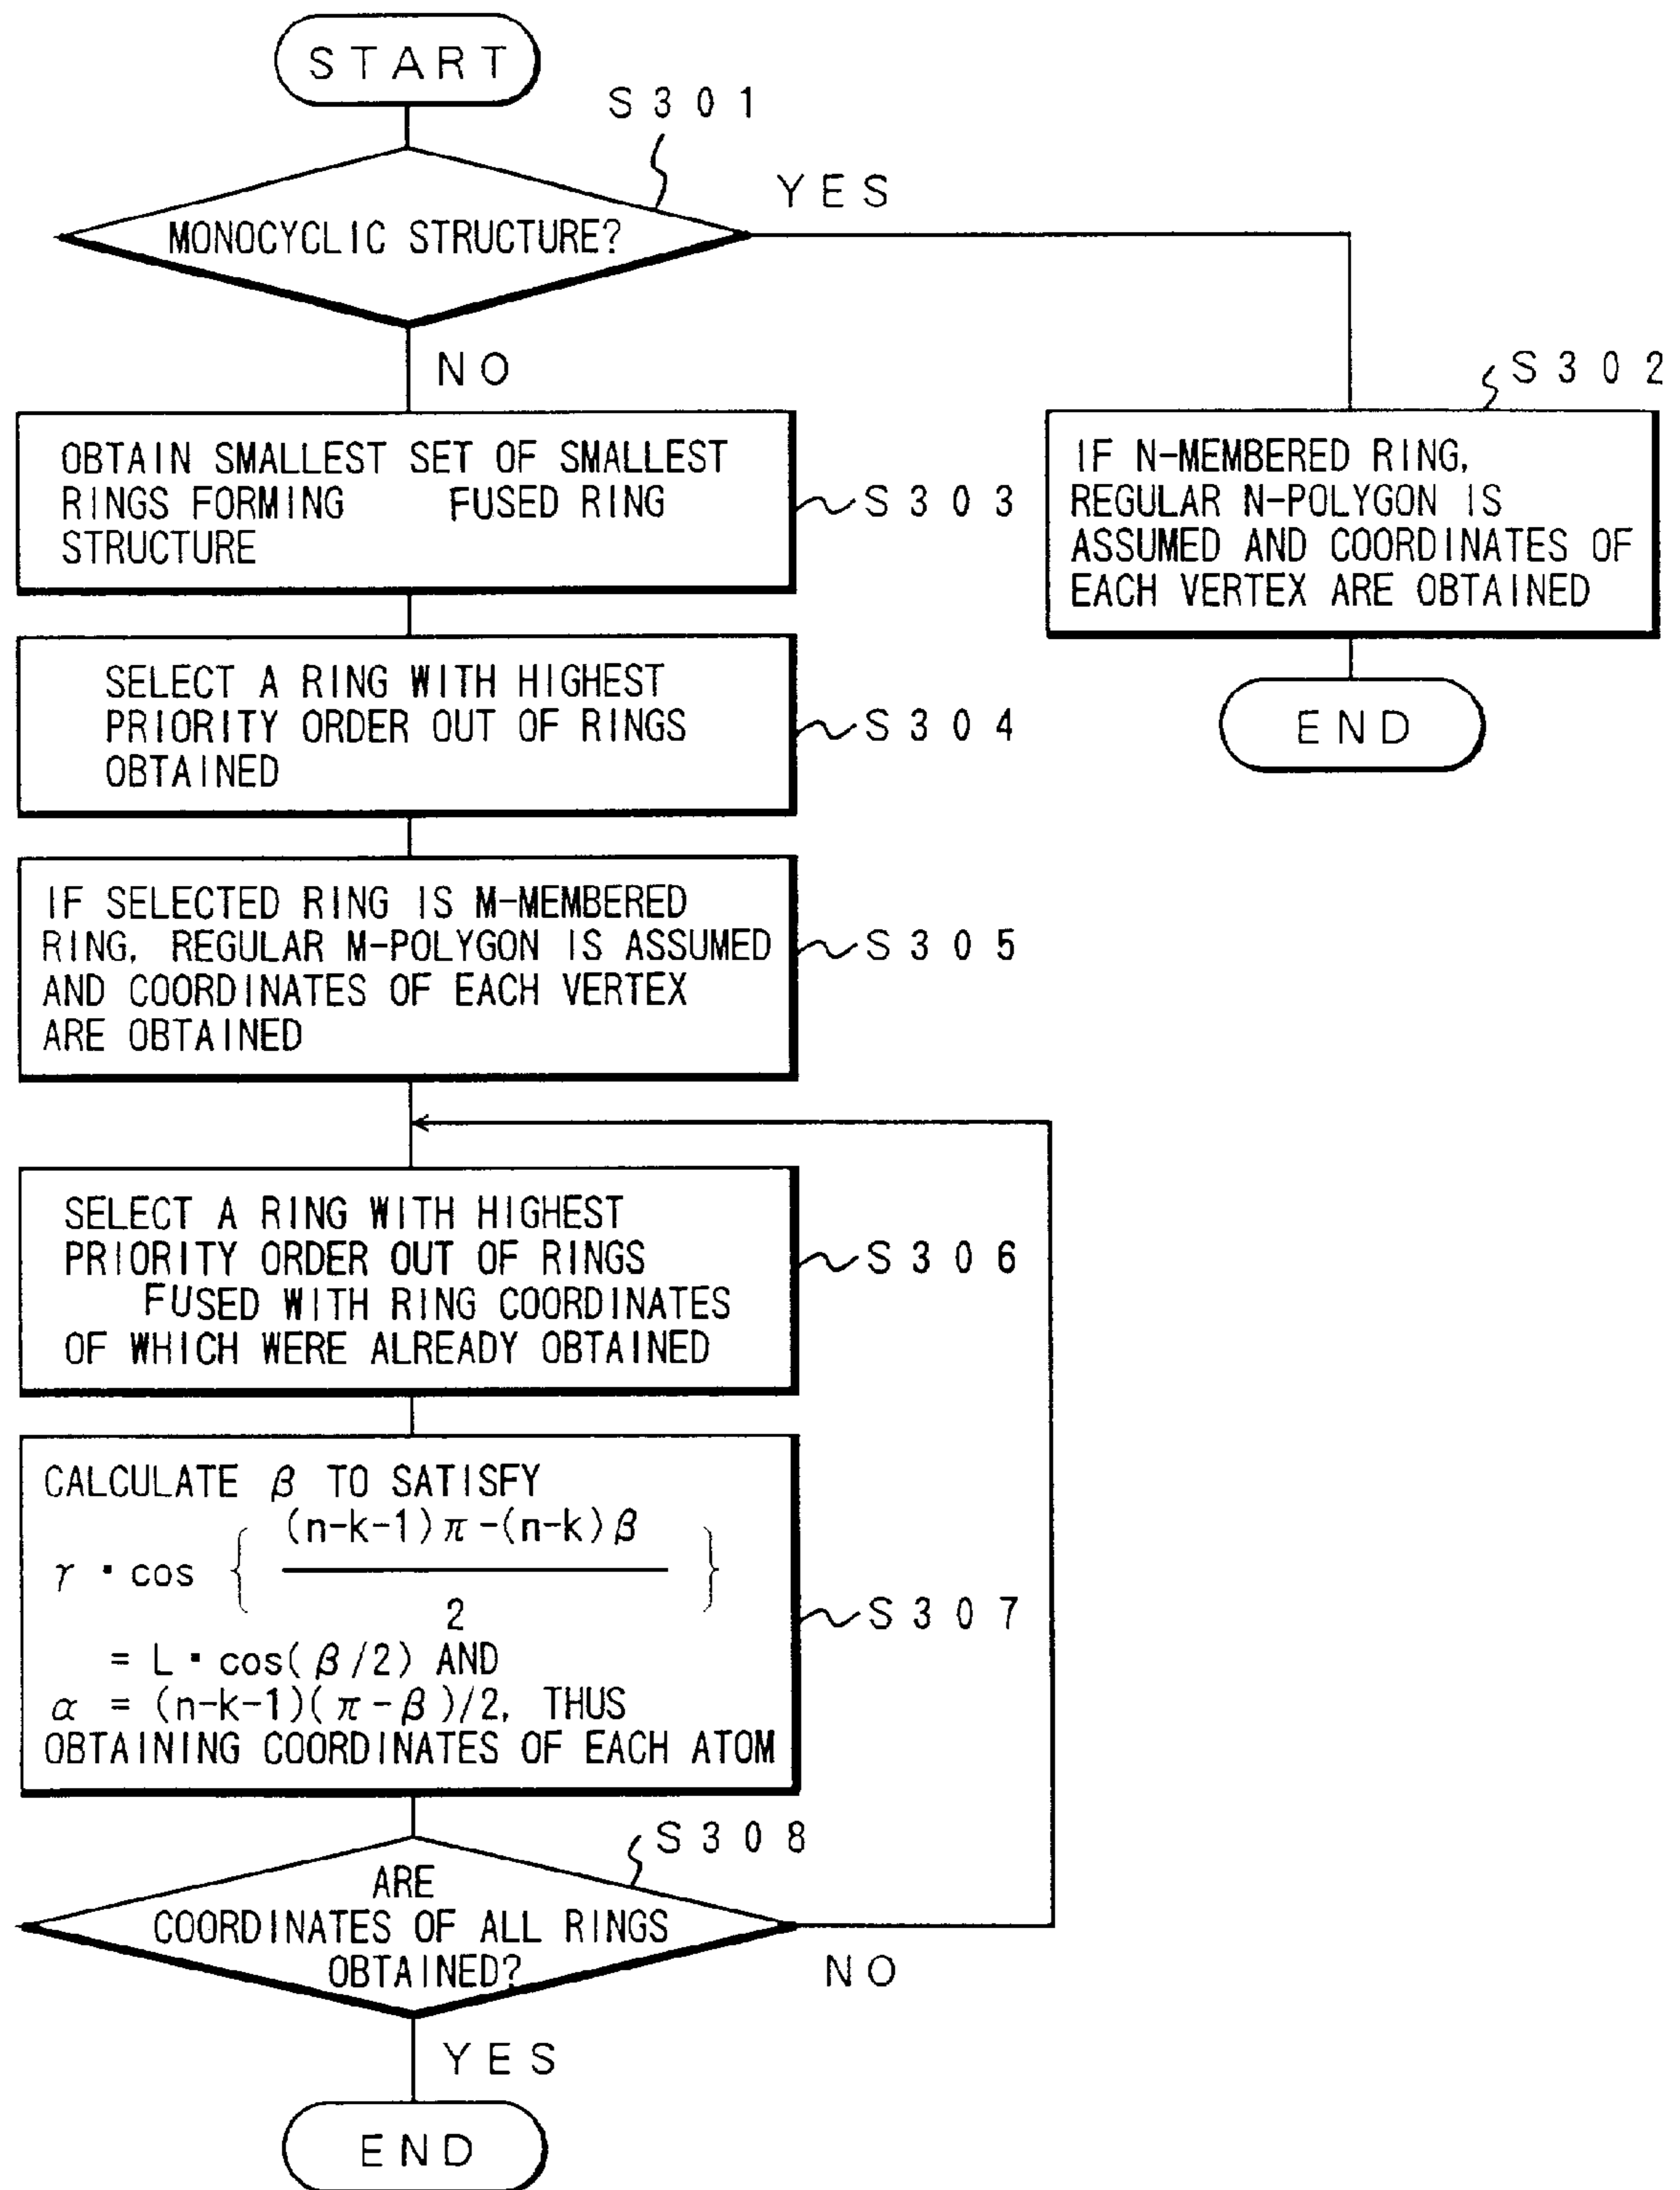 START
S301
MONOCYCLIC STRUCTURE?
YES
NO
S302
IF N-MEMBERED RING,
REGULAR N-POLYGON IS
ASSUMED AND COORDINATES OF
EACH VERTEX ARE OBTAINED
END
OBTAIN SMALLEST SET OF SMALLEST
RINGS FORMING FUSED RING
STRUCTURE
S303
SELECT A RING WITH HIGHEST
PRIORITY ORDER OUT OF RINGS
OBTAINED
S304
IF SELECTED RING IS M-MEMBERED
RING, REGULAR M-POLYGON IS ASSUMED
AND COORDINATES OF EACH VERTEX
ARE OBTAINED
S305
SELECT A RING WITH HIGHEST
PRIORITY ORDER OUT OF RINGS
FUSED WITH RING COORDINATES
OF WHICH WERE ALREADY OBTAINED
S306
CALCULATE β TO SATISFY
(n-k-1)π-(n-k)β
γ · cos { }
2
= L · cos(β/2) AND
α = (n-k-1)(π-β)/2, THUS
OBTAINING COORDINATES OF EACH ATOM
S307
S308
ARE
COORDINATES OF ALL RINGS
OBTAINED?
NO
YES
END